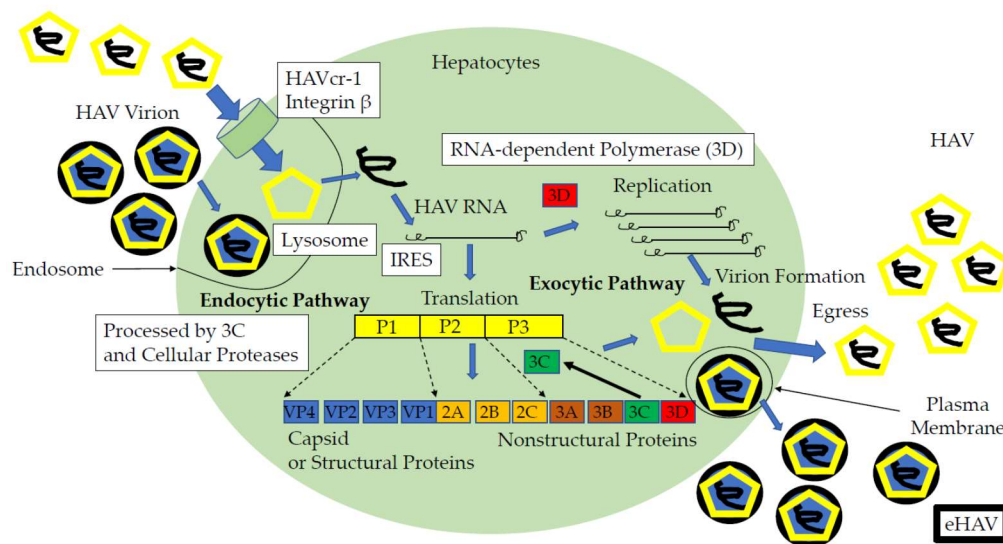 Hepatocytes
HAVcr-1
Integrin β
HAV Virion
HAV
RNA-dependent Polymerase (3D)
3D
Replication
HAV RNA
Lysosome
IRES
Endosome
Endocytic Pathway
Exocytic Pathway
Virion Formation
Translation
Egress
Processed by 3C
and Cellular Proteases
P1 P2 P3
3C
VP4 VP2 VP3 VP1 2A 2B 2C 3A 3B 3C 3D
Capsid
or Structural Proteins
Nonstructural Proteins
Plasma
Membrane
eHAV